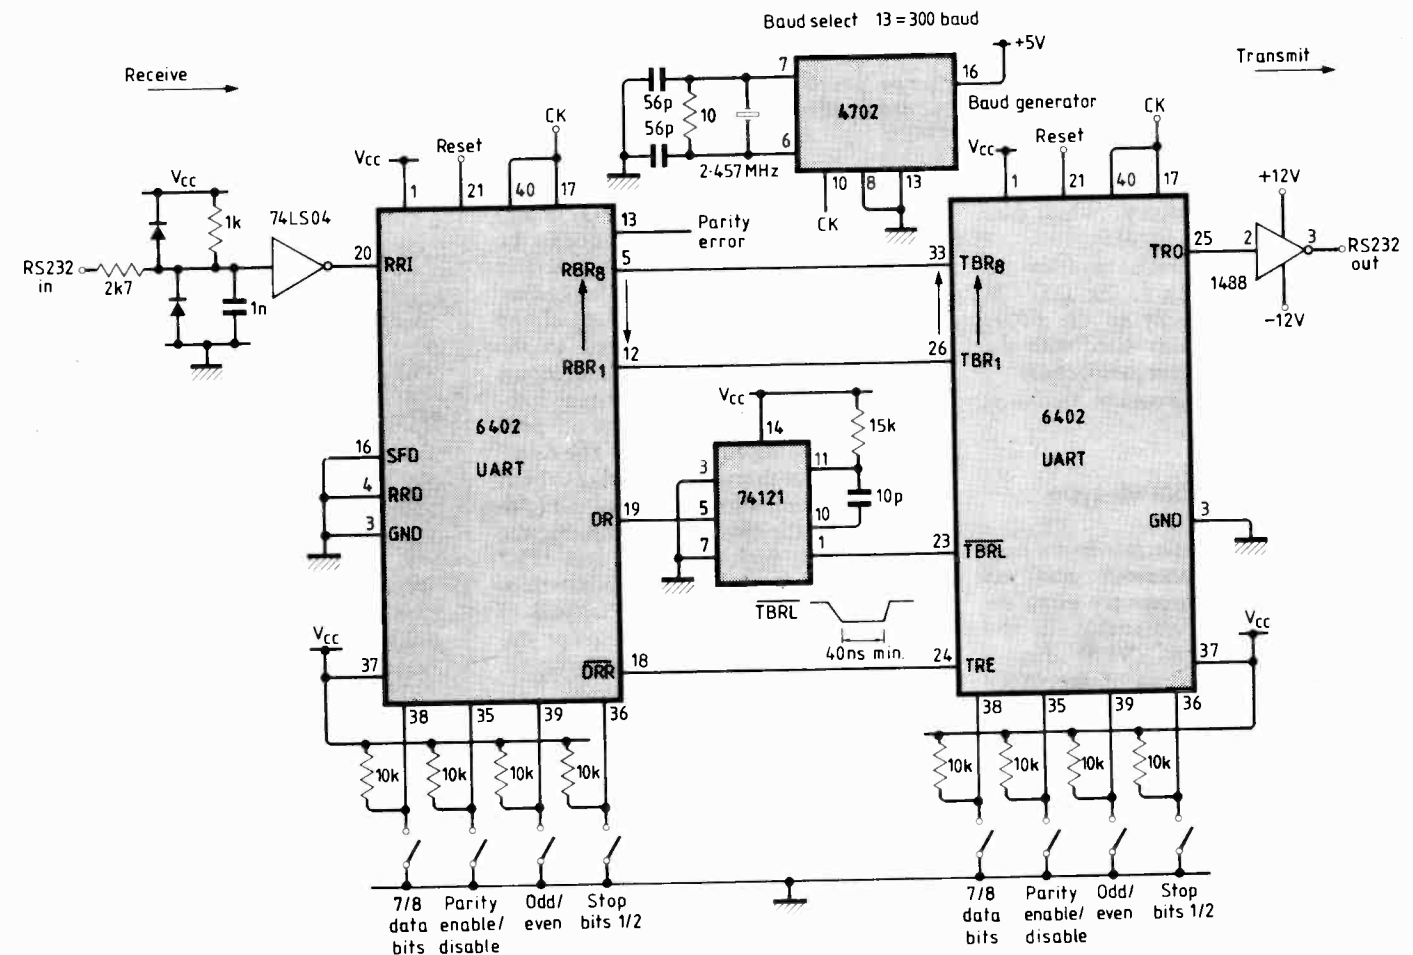 Baud select 13 = 300 baud
Receive
Transmit
+5V
7
16
56p
10
4702
Baud generator
56p
6
2·457MHz
10
8
13
CK
CK
Reset
Vcc
1
21
40
17
CK
Reset
Vcc
1
21
40
17
Vcc
1k
74LS04
RS232
in
2k7
1n
20
RRI
13
Parity
error
5
RBR8
12
RBR1
33
TBR8
26
TBR1
TRO
25
2
3
+12V
-12V
1488
RS232
out
6402
UART
6402
UART
Vcc
14
15k
3
11
74121
10p
5
10
7
1
16
SFD
4
RRD
3
GND
DR
19
23
TBRL
GND
3
TBRL
40ns min.
Vcc
37
DRR
18
24
TRE
37
Vcc
38
35
39
36
38
35
39
36
10k
10k
10k
10k
10k
10k
10k
10k
7/8
data
bits
Parity
enable/
disable
Odd/
even
Stop
bits 1/2
7/8
data
bits
Parity
enable/
disable
Odd/
even
Stop
bits 1/2